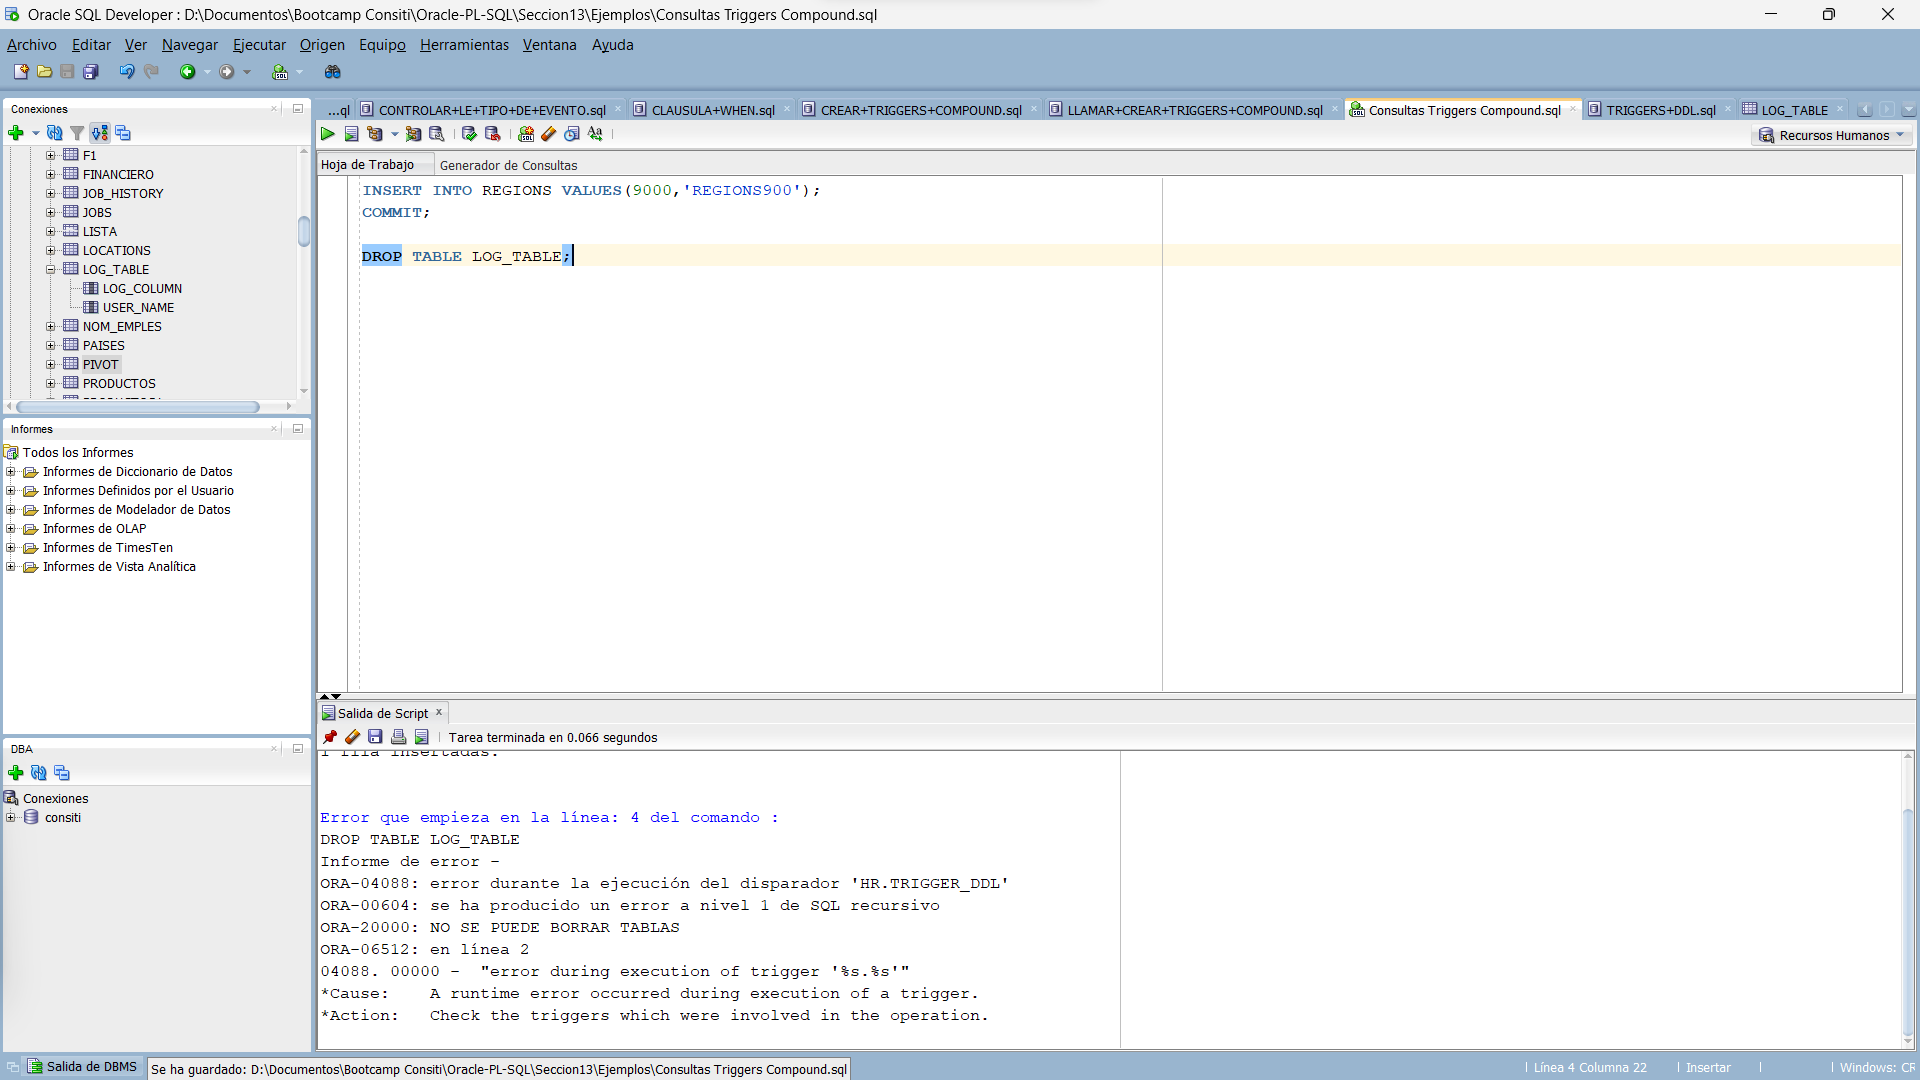 Oracle SQL Developer : D:\Documentos\Bootcamp Consiti\Oracle-PL-SQL\Seccion13\Ejemplos\Consultas Triggers Compound.sql
Archivo Editar Ver Navegar Ejecutar Origen Equipo Herramientas Ventana Ayuda
Conexiones
F1
FINANCIERO
JOB_HISTORY
JOBS
LISTA
LOCATIONS
LOG_TABLE
LOG_COLUMN
USER_NAME
NOM_EMPLES
PAISES
PIVOT
PRODUCTOS
Informes
Todos los Informes
Informes de Diccionario de Datos
Informes Definidos por el Usuario
Informes de Modelador de Datos
Informes de OLAP
Informes de TimesTen
Informes de Vista Analítica
DBA
Conexiones
consiti
...ql CONTROLAR+LE+TIPO+DE+EVENTO.sql CLAUSULA+WHEN.sql CREAR+TRIGGERS+COMPOUND.sql LLAMAR+CREAR+TRIGGERS+COMPOUND.sql Consultas Triggers Compound.sql TRIGGERS+DDL.sql LOG_TABLE
Recursos Humanos
Hoja de Trabajo Generador de Consultas
INSERT INTO REGIONS VALUES(9000,'REGIONS900');
COMMIT;
DROP TABLE LOG_TABLE;
Salida de Script
Tarea terminada en 0.066 segundos
1 fila insertadas.
Error que empieza en la línea: 4 del comando :
DROP TABLE LOG_TABLE
Informe de error -
ORA-04088: error durante la ejecución del disparador 'HR.TRIGGER_DDL'
ORA-00604: se ha producido un error a nivel 1 de SQL recursivo
ORA-20000: NO SE PUEDE BORRAR TABLAS
ORA-06512: en línea 2
04088. 00000 - "error during execution of trigger '%s.%s'"
*Cause: A runtime error occurred during execution of a trigger.
*Action: Check the triggers which were involved in the operation.
Salida de DBMS
Se ha guardado: D:\Documentos\Bootcamp Consiti\Oracle-PL-SQL\Seccion13\Ejemplos\Consultas Triggers Compound.sql
Línea 4 Columna 22 Insertar Windows: CR